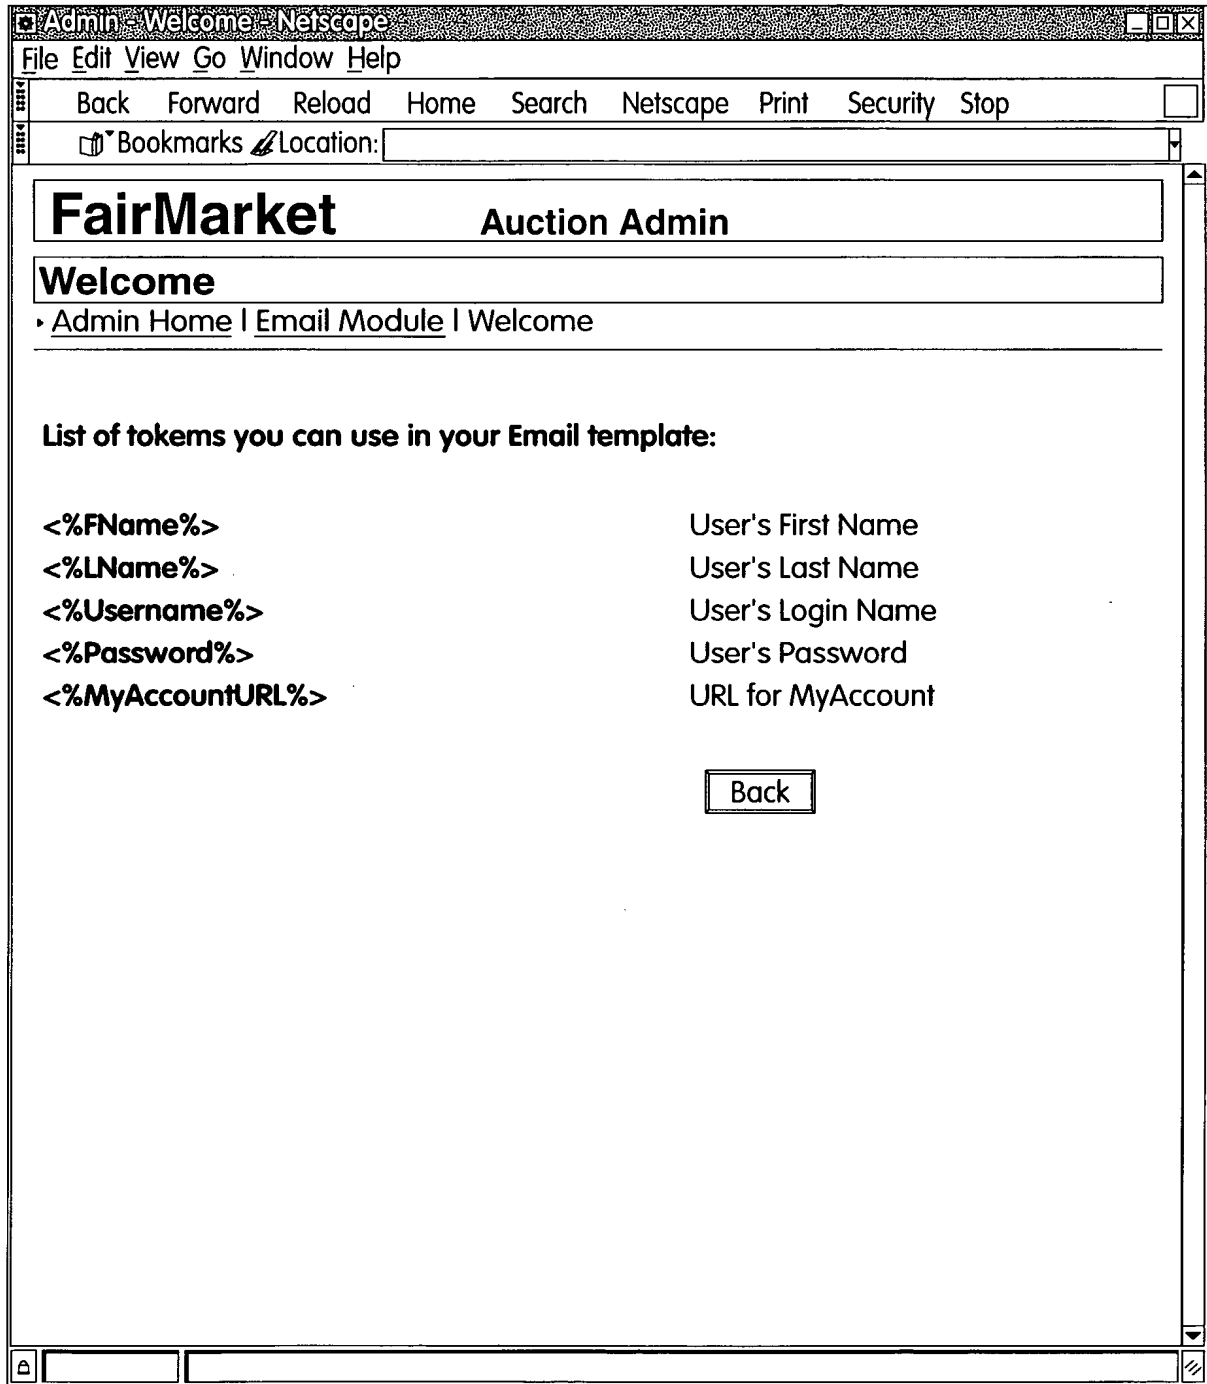 Admin - Welcome - Netscape
File Edit View Go Window Help
Back Forward Reload Home Search Netscape Print Security Stop
Bookmarks Location:
FairMarket Auction Admin
Welcome
Admin Home | Email Module | Welcome
List of tokems you can use in your Email template:
<%FName%> User's First Name
<%LName%> User's Last Name
<%Username%> User's Login Name
<%Password%> User's Password
<%MyAccountURL%> URL for MyAccount
Back